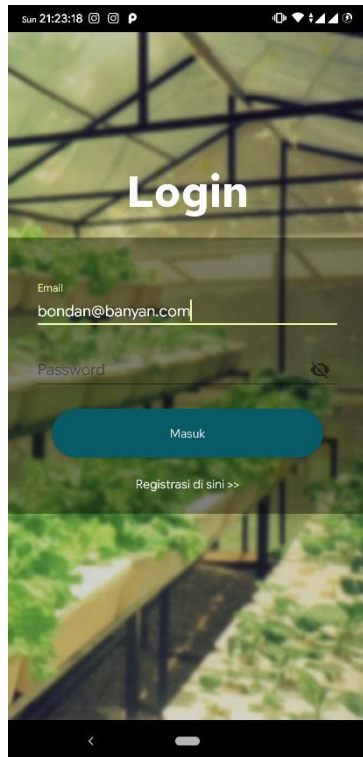 Sun 21:23:18
Login
Email
bondan@banyan.com
Password
Masuk
Registrasi di sini >>